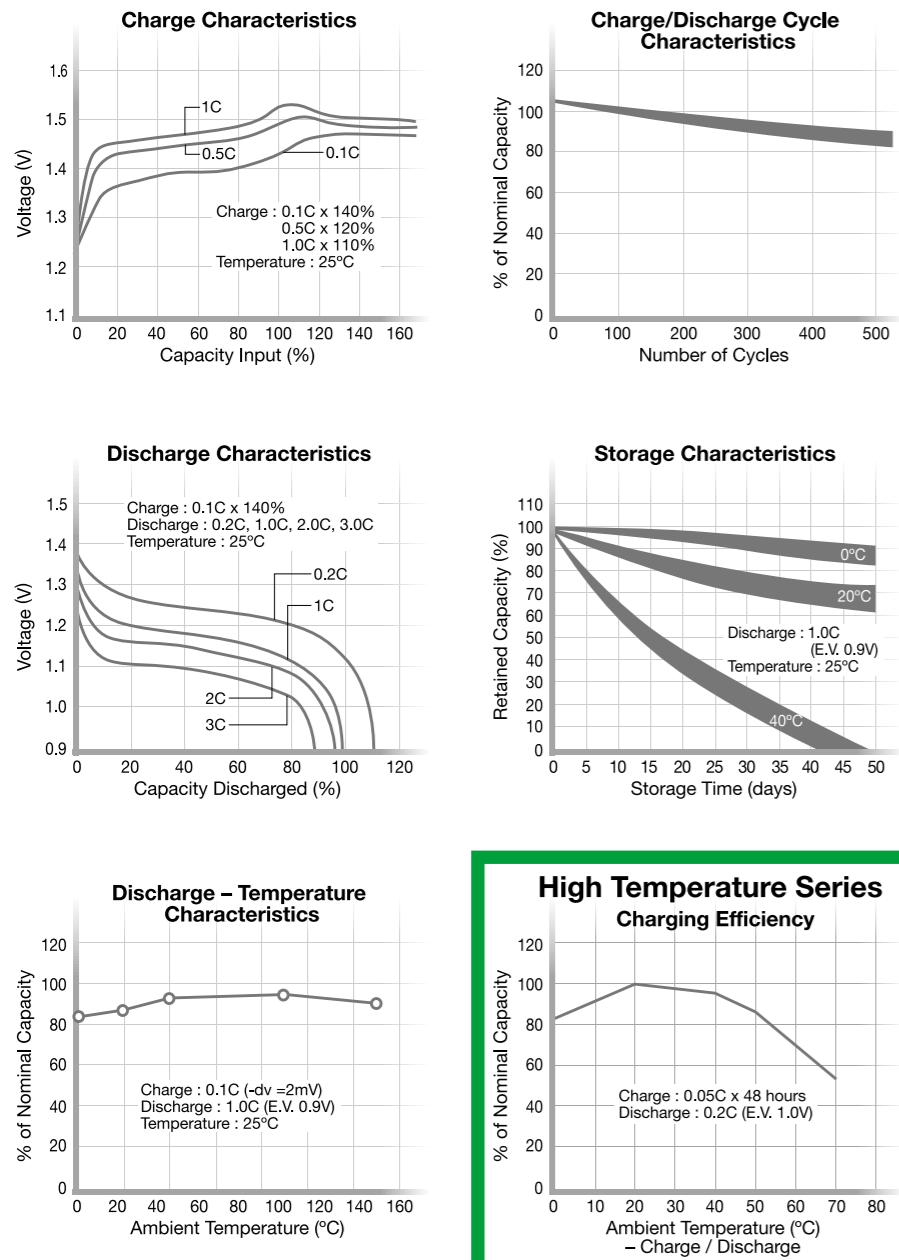 Charge Characteristics
Voltage (V)
1.6
1.5
1.4
1.3
1.2
1.1
1C
0.5C
0.1C
Charge : 0.1C x 140%
0.5C x 120%
1.0C x 110%
Temperature : 25ºC
0 20 40 60 80 100 120 140 160
Capacity Input (%)
Charge/Discharge Cycle
Characteristics
% of Nominal Capacity
120
100
80
60
40
20
0
0 100 200 300 400 500
Number of Cycles
Discharge Characteristics
Voltage (V)
1.5
1.4
1.3
1.2
1.1
1.0
0.9
Charge : 0.1C x 140%
Discharge : 0.2C, 1.0C, 2.0C, 3.0C
Temperature : 25ºC
0.2C
1C
2C
3C
0 20 40 60 80 100 120
Capacity Discharged (%)
Storage Characteristics
Retained Capacity (%)
110
100
90
80
70
60
50
40
30
20
10
0
0ºC
20ºC
Discharge : 1.0C
(E.V. 0.9V)
Temperature : 25ºC
40ºC
0 5 10 15 20 25 30 35 40 45 50
Storage Time (days)
Discharge – Temperature
Characteristics
% of Nominal Capacity
120
100
80
60
40
20
0
Charge : 0.1C (-dv =2mV)
Discharge : 1.0C (E.V. 0.9V)
Temperature : 25ºC
0 20 40 60 80 100 120 140 160
Ambient Temperature (ºC)
High Temperature Series
Charging Efficiency
% of Nominal Capacity
120
100
80
60
40
20
0
Charge : 0.05C x 48 hours
Discharge : 0.2C (E.V. 1.0V)
0 10 20 30 40 50 60 70 80
Ambient Temperature (ºC)
– Charge / Discharge